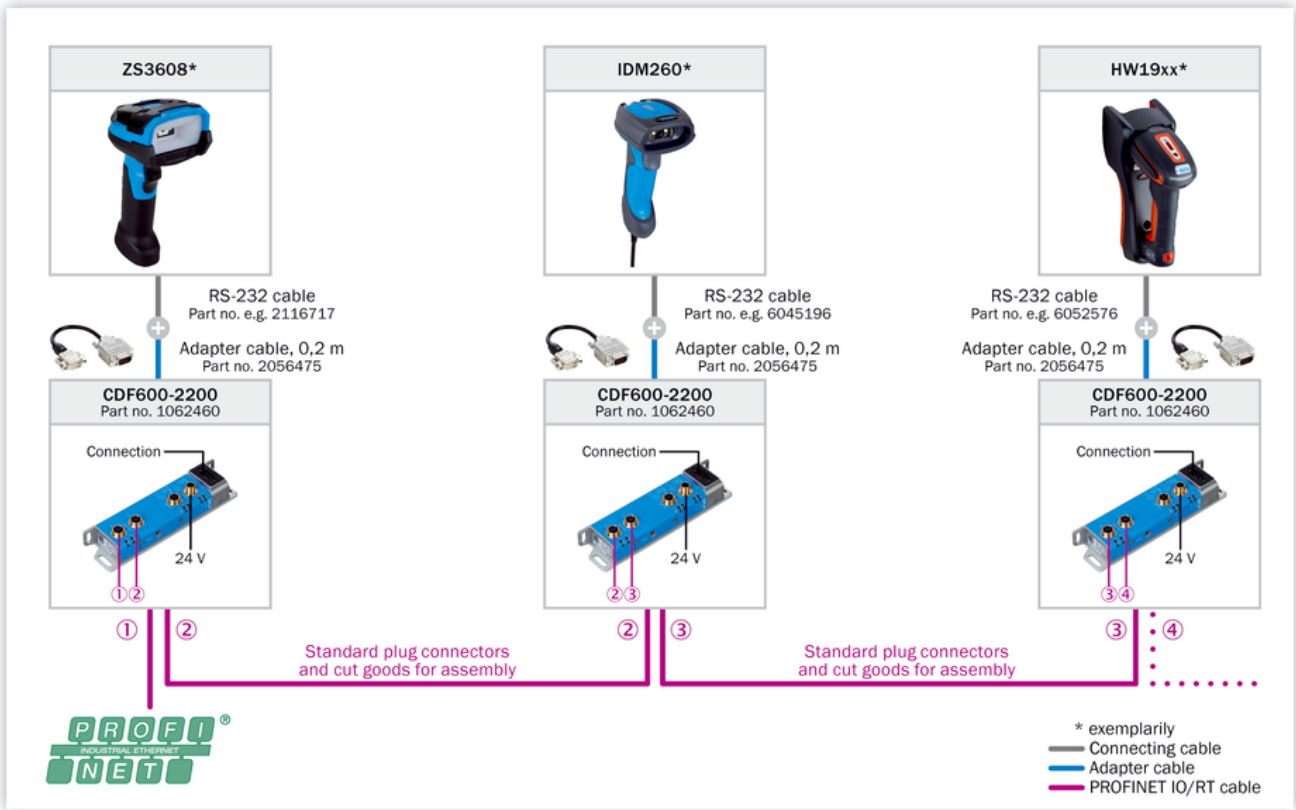 ZS3608*
IDM260*
HW19xx*
RS-232 cable
Part no. e.g. 2116717
Adapter cable, 0,2 m
Part no. 2056475
RS-232 cable
Part no. e.g. 6045196
Adapter cable, 0,2 m
Part no. 2056475
RS-232 cable
Part no. e.g. 6052576
Adapter cable, 0,2 m
Part no. 2056475
CDF600-2200
Part no. 1062460
Connection
24 V
①②
CDF600-2200
Part no. 1062460
Connection
24 V
②③
CDF600-2200
Part no. 1062460
Connection
24 V
③④
① ②
② ③
③ ④
Standard plug connectors
and cut goods for assembly
Standard plug connectors
and cut goods for assembly
PROFI®
INDUSTRIAL ETHERNET
NET
* exemplarily
Connecting cable
Adapter cable
PROFINET IO/RT cable